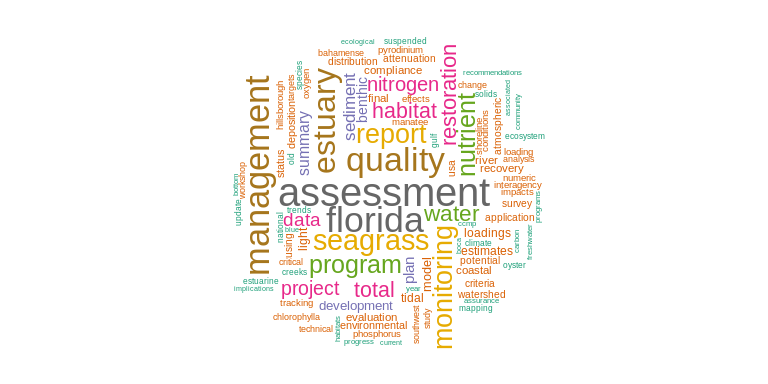 ecological
suspended
bahamense
pyrodinium
distribution
attenuation
compliance
recommendations
species
oxygen
targets
nitrogen
restoration
change
final
effects
solids
associated
community
habitat
manatee
management
hillsborough
deposition
estuary
sediment
benthic
summary
report
gulf
nutrient
shoreline
conditions
atmospheric
ecosystem
status
old
quality
usa
river
recovery
loading
analysis
numeric
interagency
impacts
workshop
bottom
update
assessment
survey
programs
trends
national
data
blue
florida
water
ccmp
application
using
light
seagrass
boca
climate
loadings
estimates
carbon
freshwater
critical
creeks
program
plan
model
monitoring
potential
coastal
oyster
estuarine
implications
project
total
year
tidal
criteria
watershed
assurance
mapping
tracking
development
chlorophylla
evaluation
environmental
technical
habitats
phosphorus
progress
current
southwest
study